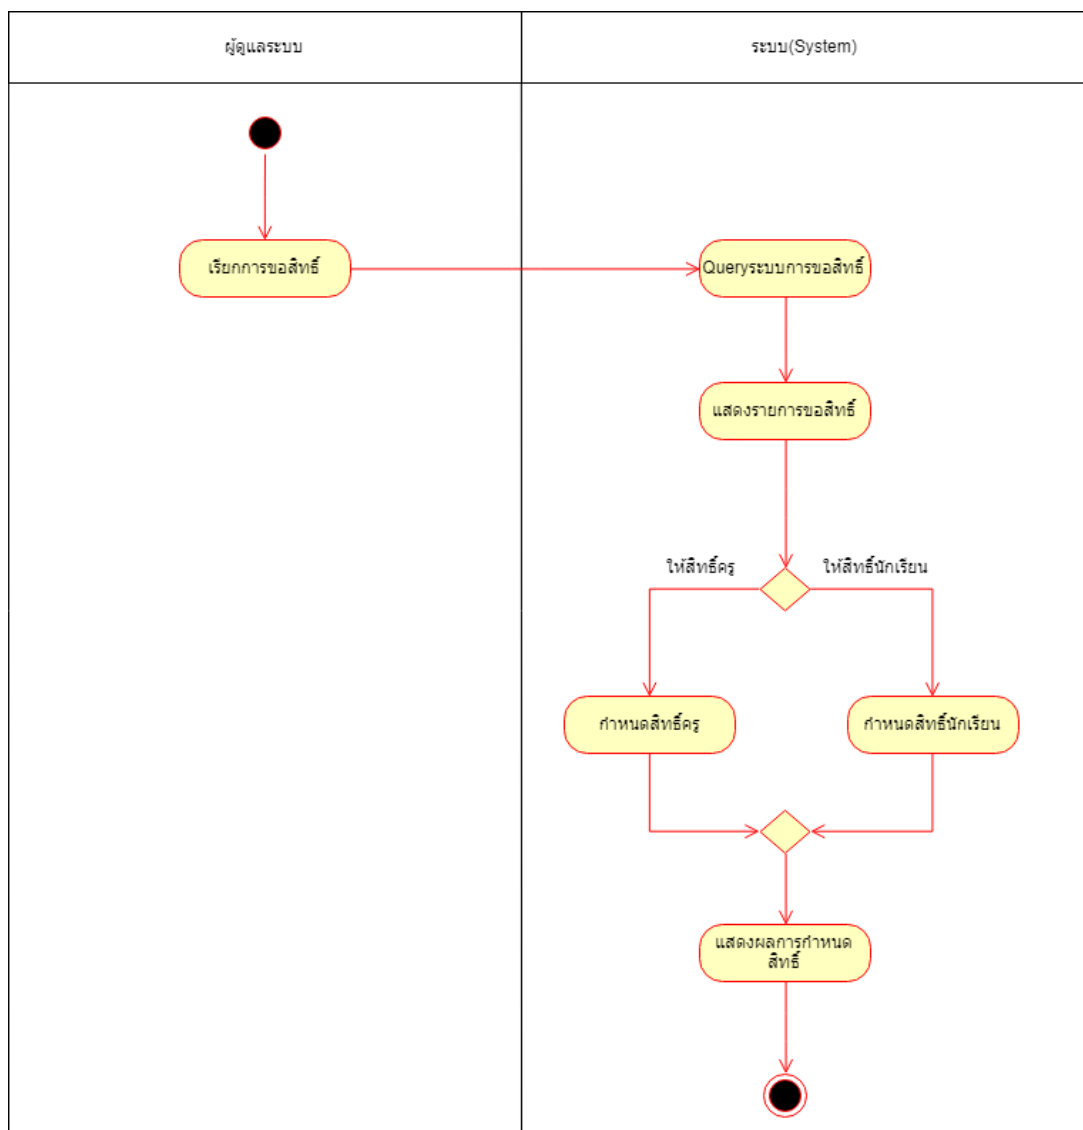 ผู้ดูแลระบบ
ระบบ(System)
เรียกการขอสิทธิ์
Queryระบบการขอสิทธิ์
แสดงรายการขอสิทธิ์
ให้สิทธิ์ครู
ให้สิทธิ์นักเรียน
กำหนดสิทธิ์ครู
กำหนดสิทธิ์นักเรียน
แสดงผลการกำหนด
สิทธิ์